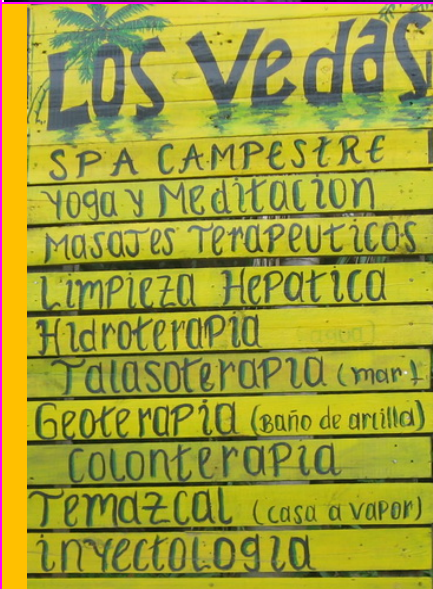 Los Vedas
SPA CAMPESTRE
Yoga y Meditacion
Masajes Terapeuticos
Limpieza Hepatica
Hidroterapia
Talasoterapia (mar)
Geoterapia (Baño de arcilla)
Colonterapia
Temazcal (casa a vapor)
inyectologia